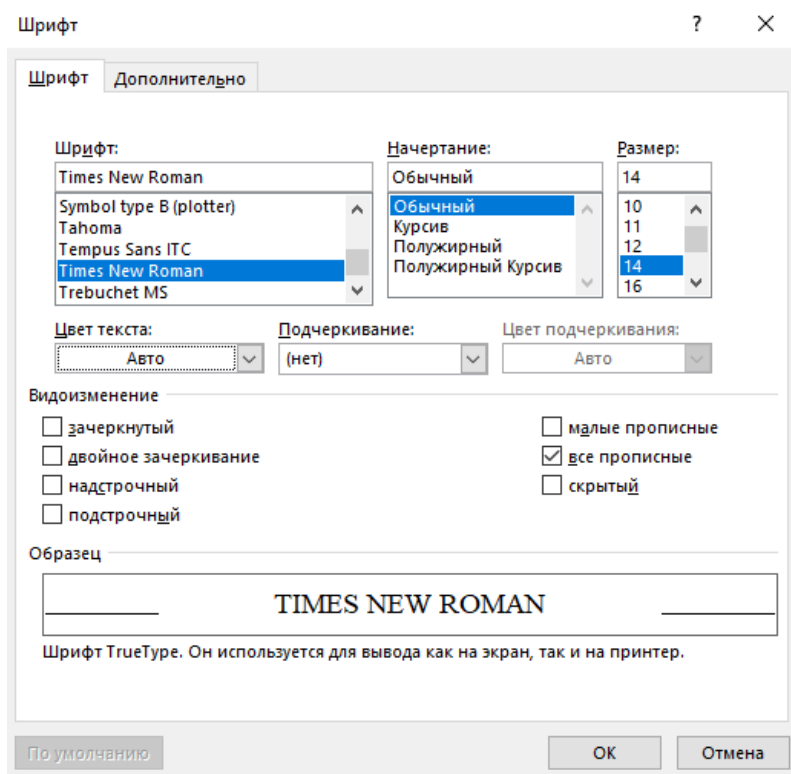 Шрифт ?
Шрифт Дополнительно
Шрифт: Начертание: Размер:
Times New Roman Обычный 14
Symbol type B (plotter) Обычный 10
Tahoma Курсив 11
Tempus Sans ITC Полужирный 12
Times New Roman Полужирный Курсив 14
Trebuchet MS 16
Цвет текста: Подчеркивание: Цвет подчеркивания:
Авто (нет) Авто
Видоизменение
зачеркнутый малые прописные
двойное зачеркивание все прописные
надстрочный скрытый
подстрочный
Образец
TIMES NEW ROMAN
Шрифт TrueType. Он используется для вывода как на экран, так и на принтер.
По умолчанию ОК Отмена